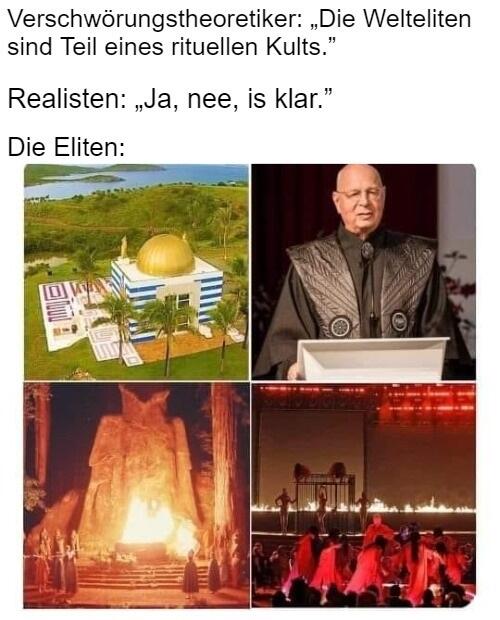 Verschwörungstheoretiker: „Die Welteliten
sind Teil eines rituellen Kults.”
Realisten: „Ja, nee, is klar.”
Die Eliten: